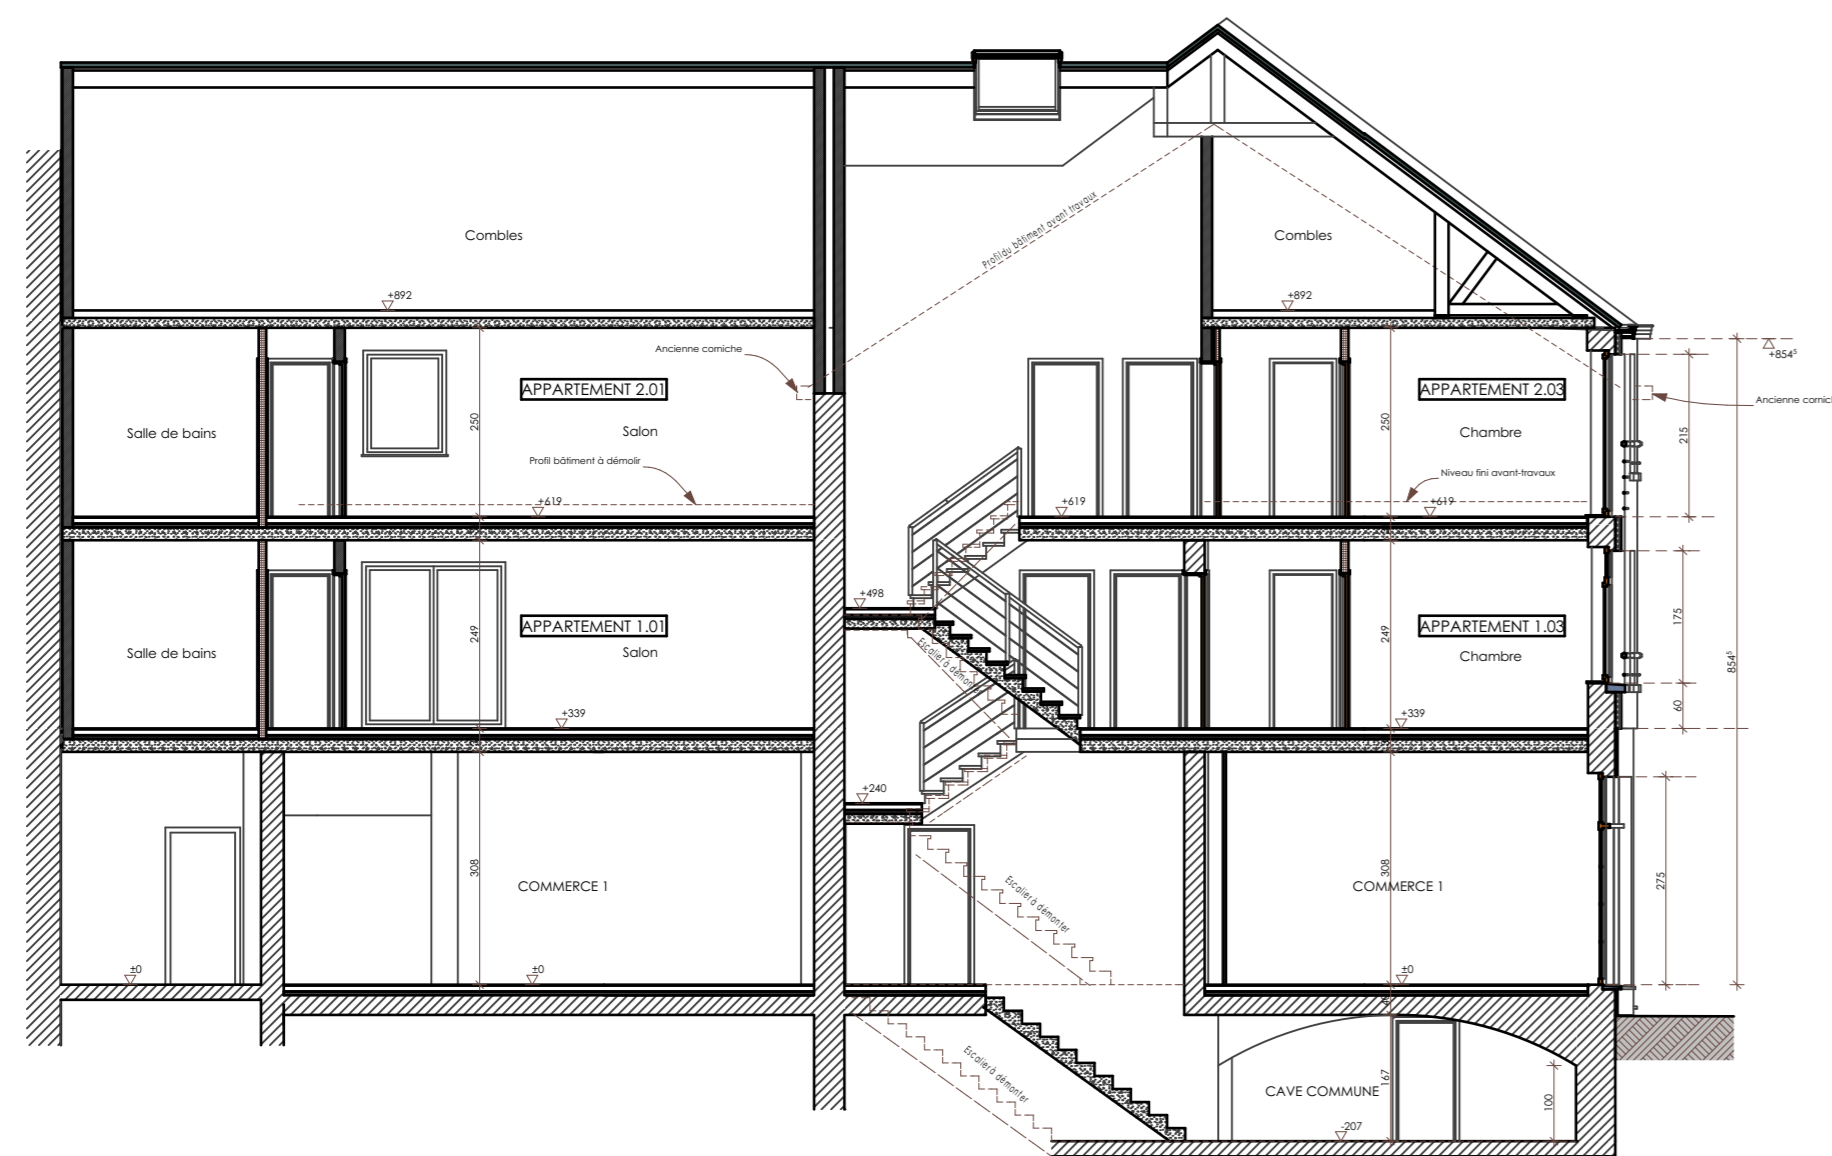 Combles
Combles
Profil du bâtiment avant travaux
+892
+892
Ancienne corniche
+854⁵
APPARTEMENT 2.01
APPARTEMENT 2.03
Ancienne cornich
Salle de bains
250
Salon
250
Chambre
215
Profil bâtiment à démolir
Niveau fini avant-travaux
+619
+619
+619
+498
APPARTEMENT 1.01
APPARTEMENT 1.03
175
Salle de bains
249
Salon
Escalier à démonter
249
Chambre
854⁵
60
+339
+339
+240
308
COMMERCE 1
308
COMMERCE 1
275
Escalier à démonter
±0
±0
±0
40
Escalier à démonter
167
CAVE COMMUNE
100
-207